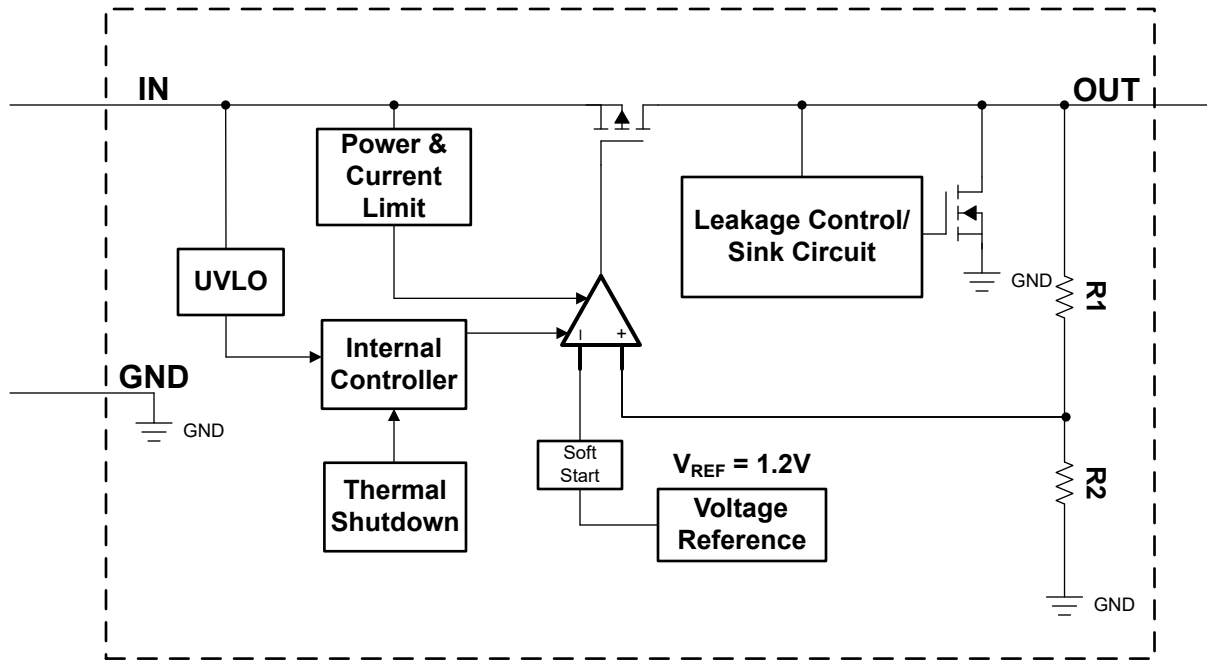 IN
OUT
Power &
Current
Limit
Leakage Control/
Sink Circuit
GND
R1
UVLO
Internal
Controller
− +
GND
GND
Soft
Start
VREF = 1.2V
R2
Thermal
Shutdown
Voltage
Reference
GND